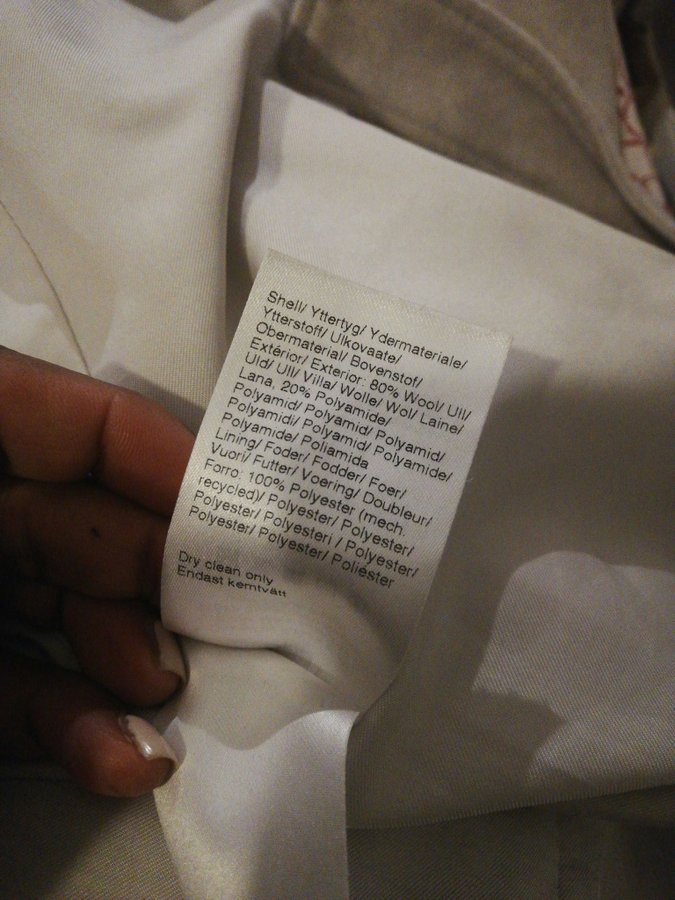 Shell/ Yttertyg/ Ydermateriale/
Ytterstoff/ Ulkovaate/
Obermaterial/ Bovenstof/
Extérior/ Exterior: 80% Wool/ Ull/
Uld/ Ull/ Villa/ Wolle/ Wol/ Laine/
Lana, 20% Polyamide/
Polyamid/ Polyamid/ Polyamid/
Polyamidi/ Polyamid/ Polyamide/
Polyamide/ Poliamida
Lining/ Foder/ Fodder/ Foer/
Vuori/ Futter/ Voering/ Doubleur/
Forro: 100% Polyester (mech.
recycled)/ Polyester/ Polyester/
Polyester/ Polyesteri / Polyester/
Polyester/ Polyester/ Poliéster
Dry clean only
Endast kemtvätt